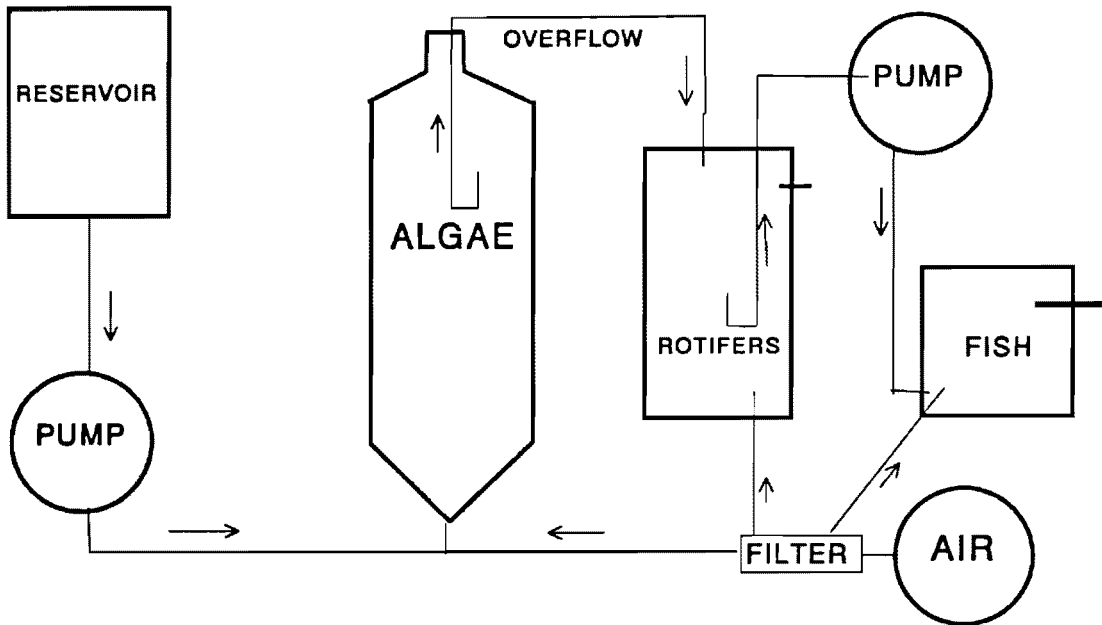 OVERFLOW
RESERVOIR
PUMP
ALGAE
ROTIFERS
FISH
PUMP
FILTER
AIR